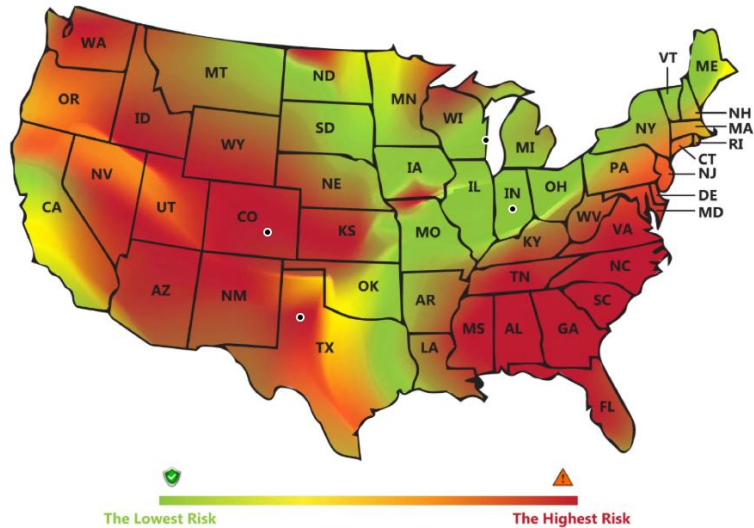 WA
MT
ND
MN
VT
ME
OR
ID
WY
SD
WI
MI
NY
NH
MA
RI
CT
NJ
DE
MD
NV
UT
CA
CO
NE
IA
IL
IN
OH
PA
WV
VA
KS
MO
KY
NC
TN
SC
AZ
NM
OK
AR
TX
LA
MS
AL
GA
FL
The Lowest Risk
The Highest Risk